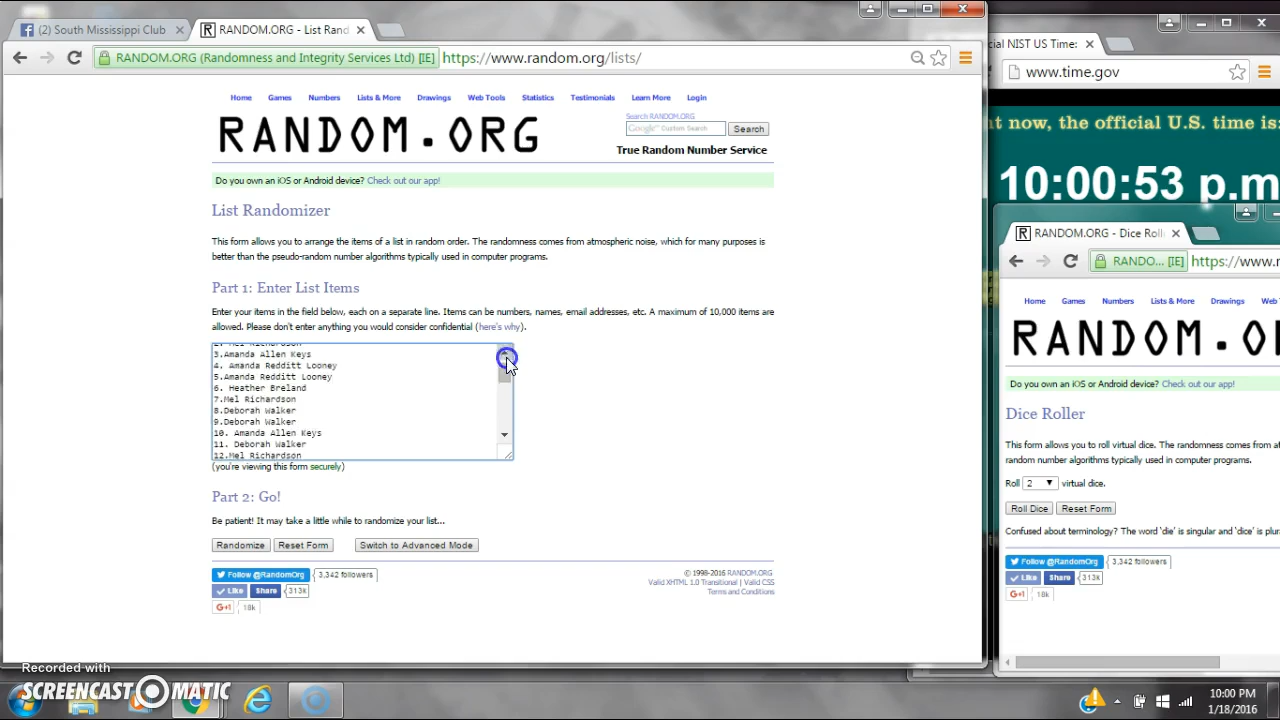 (2) South Mississippi Club
RANDOM.ORG - List Rand
RANDOM.ORG (Randomness and Integrity Services Ltd) [IE]
https://www.random.org/lists/
Home Games Numbers Lists & More Drawings Web Tools Statistics Testimonials Learn More Login
RANDOM.ORG
Search RANDOM.ORG
Google™ Custom Search
Search
True Random Number Service
Do you own an iOS or Android device? Check out our app!
List Randomizer
This form allows you to arrange the items of a list in random order. The randomness comes from atmospheric noise, which for many purposes is
better than the pseudo-random number algorithms typically used in computer programs.
Part 1: Enter List Items
Enter your items in the field below, each on a separate line. Items can be numbers, names, email addresses, etc. A maximum of 10,000 items are
allowed. Please don't enter anything you would consider confidential (here's why).
2. Mel Richardson
3.Amanda Allen Keys
4. Amanda Redditt Looney
5.Amanda Redditt Looney
6. Heather Breland
7.Mel Richardson
8.Deborah Walker
9.Deborah Walker
10. Amanda Allen Keys
11. Deborah Walker
12.Mel Richardson
(you're viewing this form securely)
Part 2: Go!
Be patient! It may take a little while to randomize your list...
Randomize Reset Form Switch to Advanced Mode
Follow @RandomOrg 3,342 followers
Like Share 313k
G+1 18k
© 1998-2016 RANDOM.ORG
Valid XHTML 1.0 Transitional | Valid CSS
Terms and Conditions
cial NIST US Time:
www.time.gov
t now, the official U.S. time is:
10:00:53 p.m
RANDOM.ORG - Dice Rolle
RANDO... [IE]
https://www.r
Home Games Numbers Lists & More Drawings Web T
RANDOM.O
Do you own an iOS or Android device? Check out our app!
Dice Roller
This form allows you to roll virtual dice. The randomness comes from at
random number algorithms typically used in computer programs.
Roll 2 virtual dice.
Roll Dice Reset Form
Confused about terminology? The word 'die' is singular and 'dice' is plura
Follow @RandomOrg 3,342 followers
Like Share 313k
G+1 18k
Recorded with
SCREENCAST MATIC
10:00 PM
1/18/2016